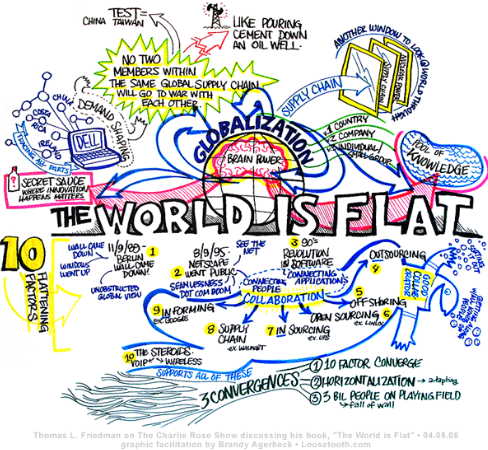 TEST=
CHINA TAIWAN
LIKE POURING
CEMENT DOWN
AN OIL WELL.
NO TWO
MEMBERS WITHIN
THE SAME GLOBAL SUPPLY CHAIN
WILL GO TO WAR WITH
EACH OTHER
ANOTHER WINDOW TO LOOK @ WORLD THROUGH
SUPPLY CHAIN
SUPPLY CHAIN
CHINA
COSTA
RICA
DEMAND SHAPING
DELL
SECRET SAUCE
WHERE INNOVATION
HAPPENS MATTERS
GLOBALIZATION
BRAIN POWER
1 COUNTRY
2 COMPANY
3 INDIVIDUAL/
SMALL GROUP
POOL OF
KNOWLEDGE
THE WORLD IS FLAT
10
FLATTENING
FACTORS
WALL CAME
DOWN
WINDOWS
WENT UP
11/9/89-
BERLIN
WALL CAME
DOWN!
1
UNOBSTRUCTED
GLOBAL VIEW
8/9/95-
NETSCAPE
WENT PUBLIC
2
SEAMLESSNESS/
DOT COM BOOM
SEE THE
NET
3 90'S
REVOLUTION
IN SOFTWARE
CONNECTING APPLICATIONS
CONNECTING
PEOPLE
COLLABORATION
OUTSOURCING
4
5
OFFSHORING
OPEN SOURCING 6
EX. LINUX
7 IN SOURCING
EX. UPS
8 SUPPLY
CHAIN
EX WALMART
9 IN FORMING
EX. GOOGLE
10 THE STEROIDS
VOIP WIRELESS
SUPPORTS ALL OF THESE
3 CONVERGENCES
1 10 FACTOR CONVERGE
2 HORIZONTALIZATION → adapting
3 3 BIL PEOPLE ON PLAYING FIELD
fall of wall
Thomas L. Friedman on The Charlie Rose Show discussing his book, "The World is Flat" • 04.05.05
graphic facilitation by Brandy Agerbeck • Loosetooth.com